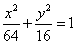 x²/64 + y²/16 = 1